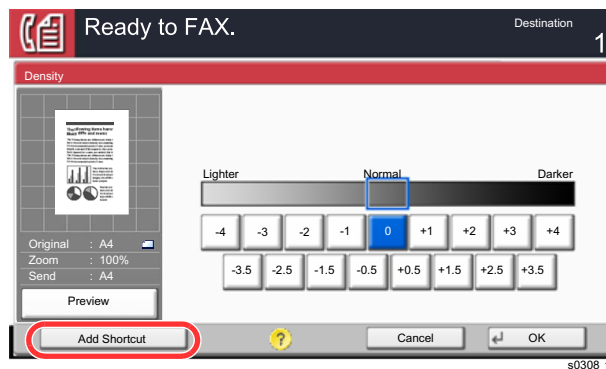 Ready to FAX.
Destination
1
Density
Lighter Normal Darker
-4 -3 -2 -1 0 +1 +2 +3 +4
-3.5 -2.5 -1.5 -0.5 +0.5 +1.5 +2.5 +3.5
Original : A4
Zoom : 100%
Send : A4
Preview
Add Shortcut ? Cancel OK
s0308